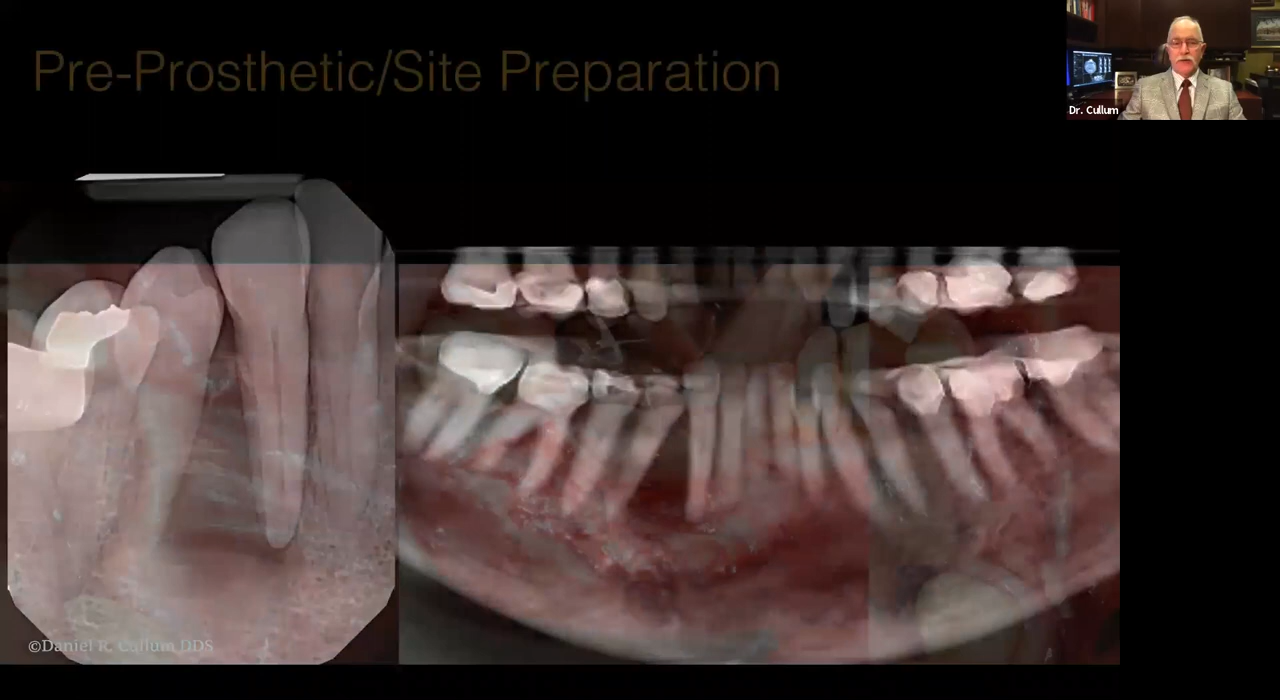 Pre-Prosthetic/Site Preparation
Dr. Cullum
©Daniel R. Cullum DDS